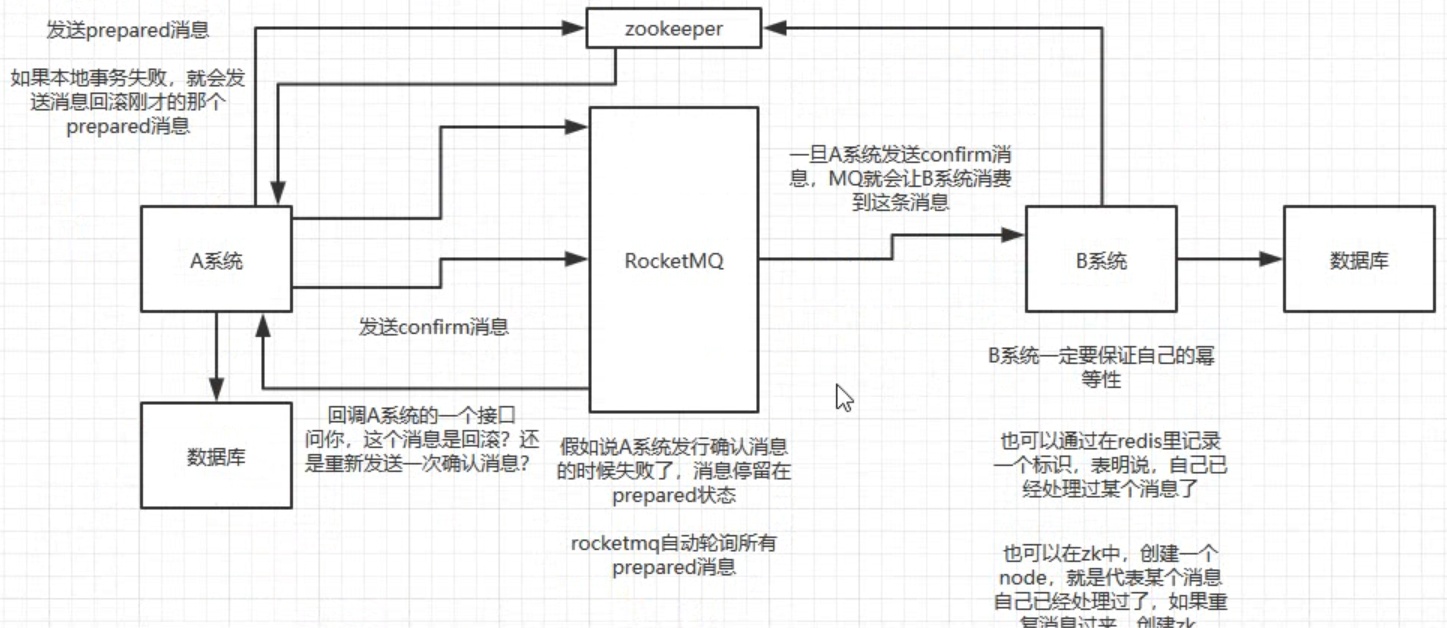 发送prepared消息
如果本地事务失败，就会发
送消息回滚刚才的那个
prepared消息
zookeeper
一旦A系统发送confirm消
息，MQ就会让B系统消费
到这条消息
A系统
RocketMQ
B系统
数据库
发送confirm消息
B系统一定要保证自己的幂
等性
数据库
回调A系统的一个接口
问你，这个消息是回滚？还
是重新发送一次确认消息？
假如说A系统发行确认消息
的时候失败了，消息停留在
prepared状态
rocketmq自动轮询所有
prepared消息
也可以通过在redis里记录
一个标识，表明说，自己已
经处理过某个消息了
也可以在zk中，创建一个
node，就是代表某个消息
自己已经处理过了，如果重
复消息过来，创建zk